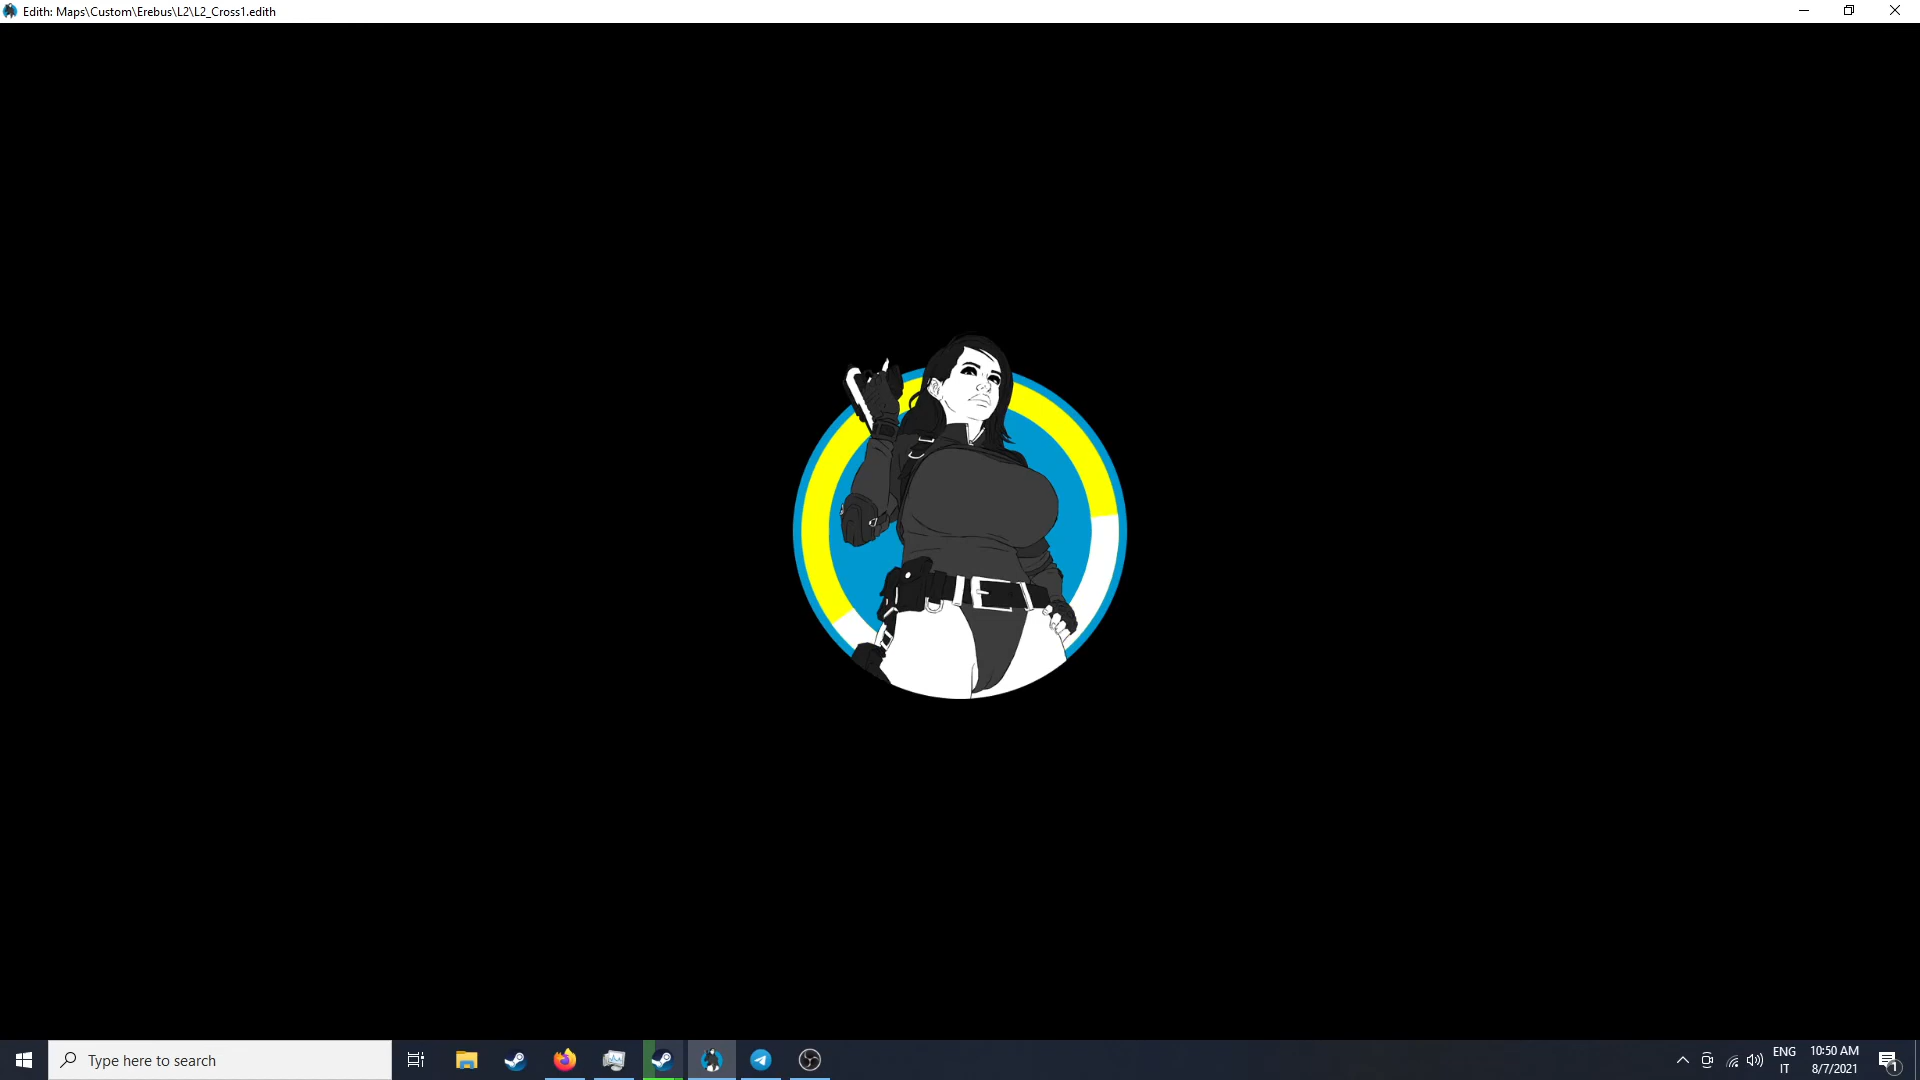 Edith: Maps\Custom\Erebus\L2\L2_Cross1.edith
Type here to search
ENG
IT
10:50 AM
8/7/2021
1